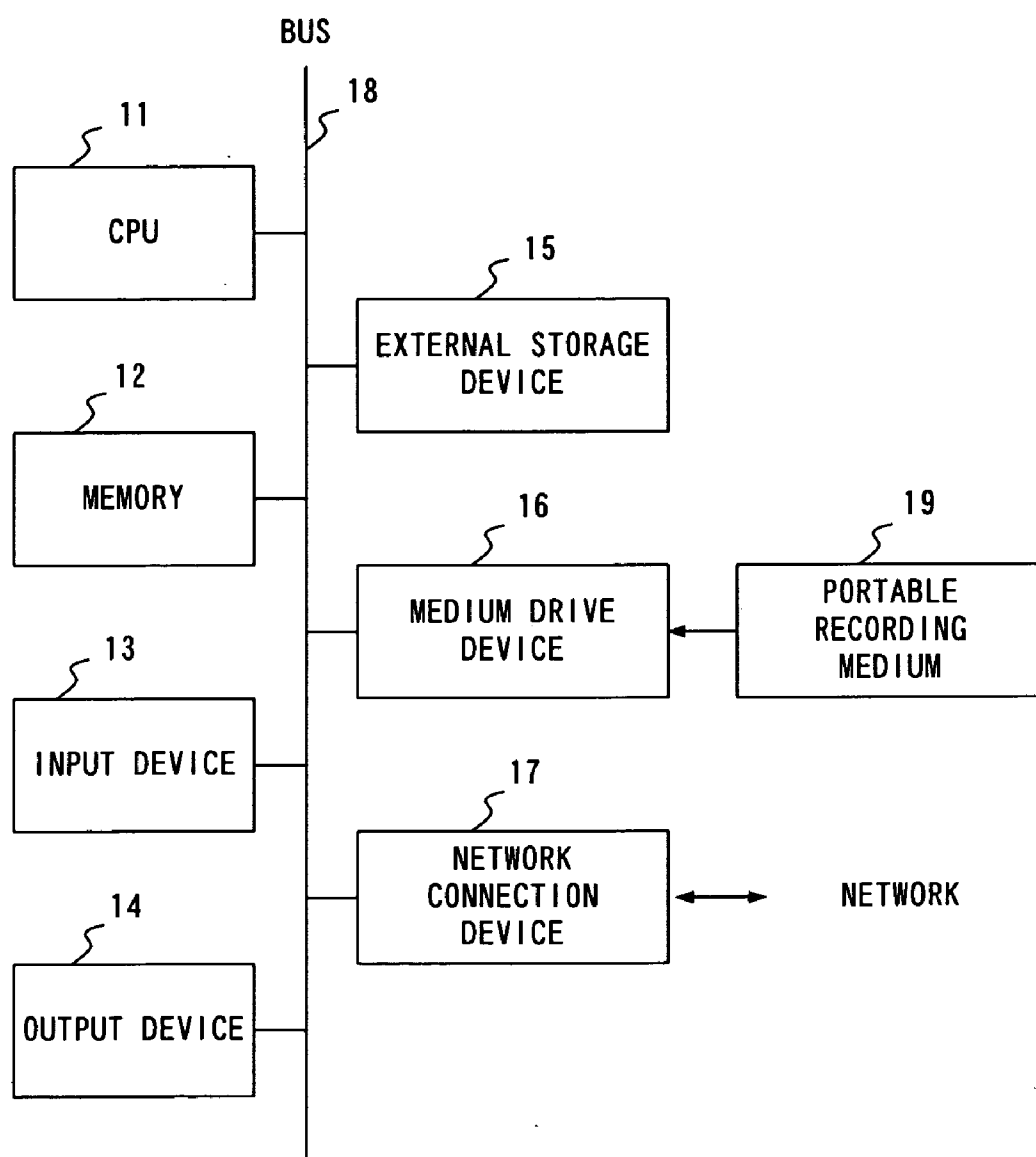 BUS
18
11
CPU
15
EXTERNAL STORAGE
DEVICE
12
MEMORY
16
MEDIUM DRIVE
DEVICE
19
PORTABLE
RECORDING
MEDIUM
13
INPUT DEVICE
17
NETWORK
CONNECTION
DEVICE
NETWORK
14
OUTPUT DEVICE